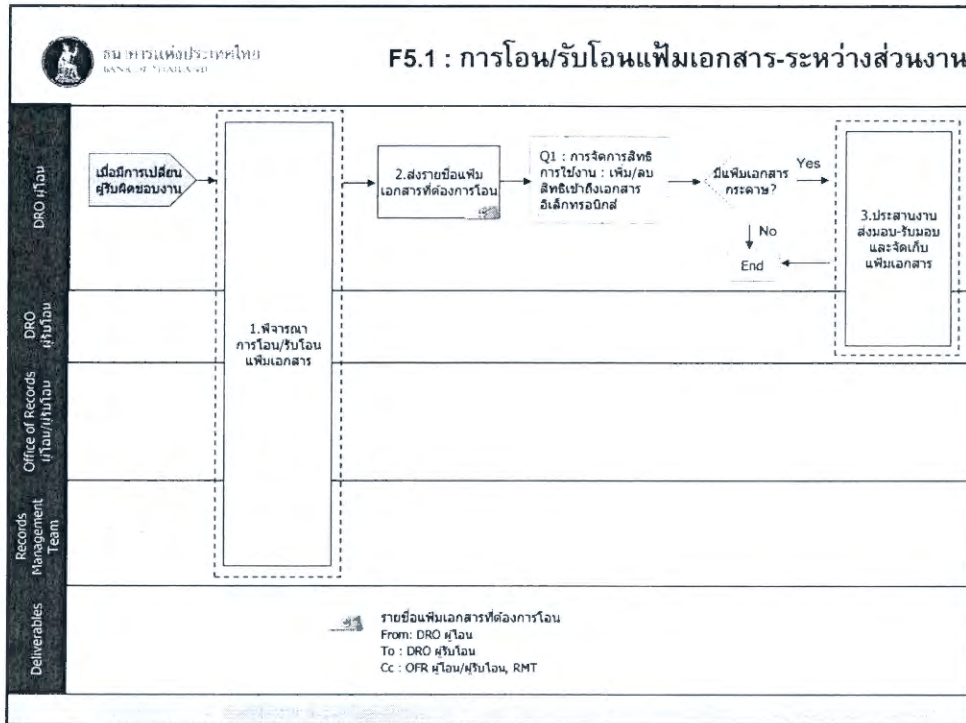 ธนาคารแห่งประเทศไทย
BANK OF THAILAND
F5.1 : การโอน/รับโอนแฟ้มเอกสาร-ระหว่างส่วนงาน
DRO ผู้โอน
เมื่อมีการเปลี่ยน
ผู้รับผิดชอบงาน
1.พิจารณา
การโอน/รับโอน
แฟ้มเอกสาร
2.ส่งรายชื่อแฟ้ม
เอกสารที่ต้องการโอน
Q1 : การจัดการสิทธิ
การใช้งาน : เพิ่ม/ลบ
สิทธิเข้าถึงเอกสาร
อิเล็กทรอนิกส์
มีแฟ้มเอกสาร
กระดาษ?
Yes
No
End
3.ประสานงาน
ส่งมอบ-รับมอบ
และจัดเก็บ
แฟ้มเอกสาร
DRO
ผู้รับโอน
Office of Records
ผู้โอน/ผู้รับโอน
Records
Management
Team
Deliverables
รายชื่อแฟ้มเอกสารที่ต้องการโอน
From: DRO ผู้โอน
To : DRO ผู้รับโอน
Cc : OFR ผู้โอน/ผู้รับโอน, RMT